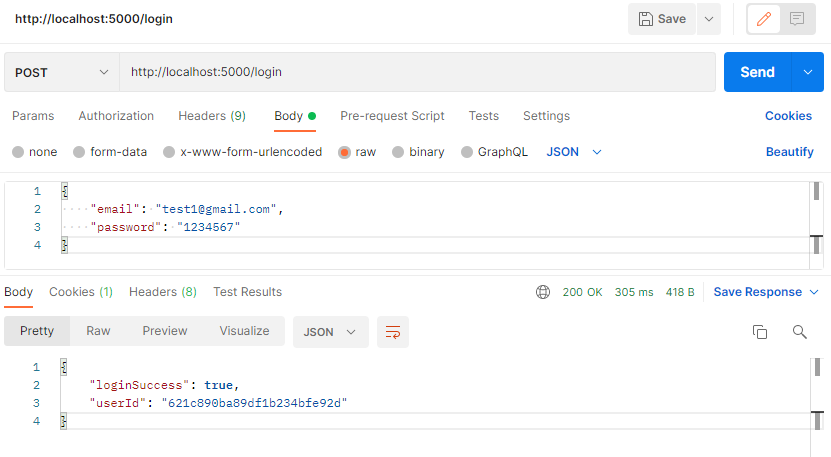 http://localhost:5000/login Save
POST http://localhost:5000/login Send
Params Authorization Headers (9) Body Pre-request Script Tests Settings Cookies
none form-data x-www-form-urlencoded raw binary GraphQL JSON Beautify
1 {
2 "email": "test1@gmail.com",
3 "password": "1234567"
4 }
Body Cookies (1) Headers (8) Test Results 200 OK 305 ms 418 B Save Response
Pretty Raw Preview Visualize JSON
1 {
2 "loginSuccess": true,
3 "userId": "621c890ba89df1b234bfe92d"
4 }